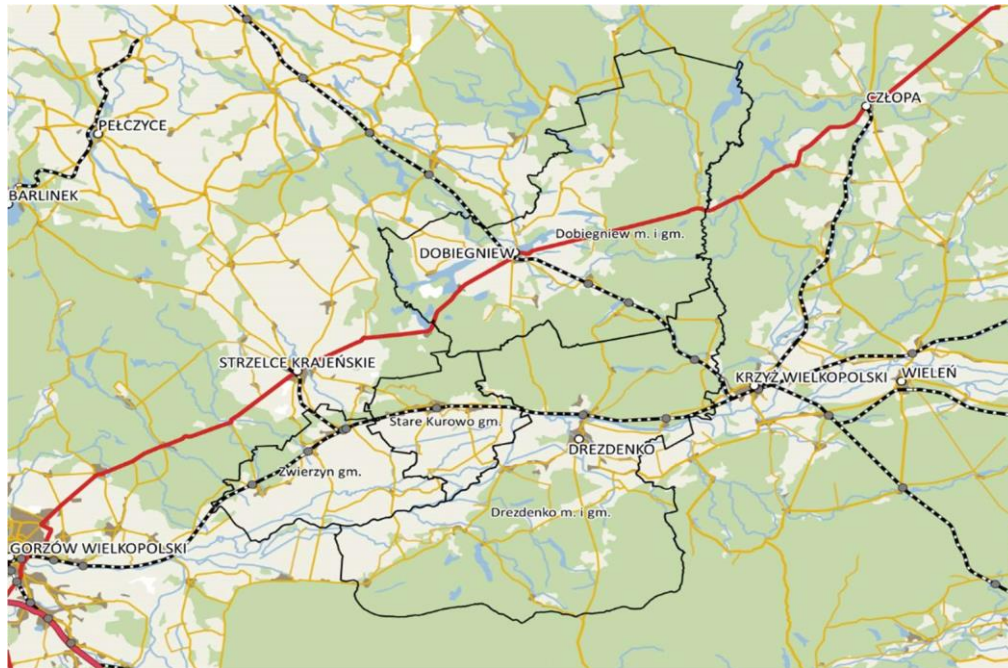 CZŁOPA
PEŁCZYCE
BARLINEK
Dobiegniew m. i gm.
DOBIEGNIEW
STRZELCE KRAJEŃSKIE
KRZYŻ WIELKOPOLSKI
WIELEŃ
Stare Kurowo gm.
DREZDENKO
Zwierzyn gm.
Drezdenko m. i gm.
GORZÓW WIELKOPOLSKI